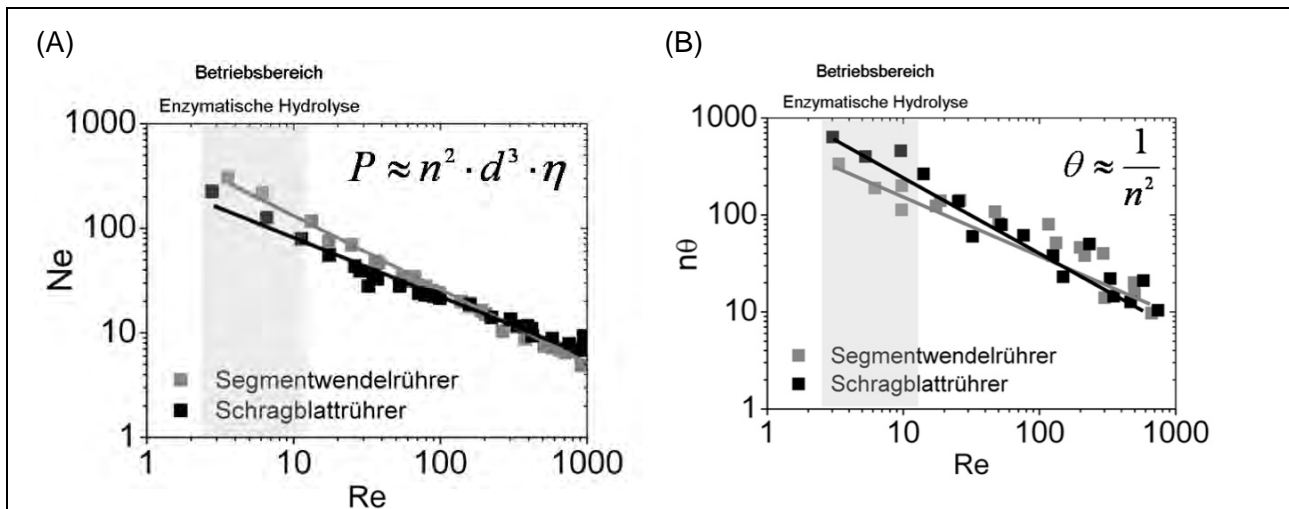 (A)
Betriebsbereich
Enzymatische Hydrolyse
1000
100
10
1
Ne
P ≈ n² · d³ · η
Segmentwendelrührer
Schragblattrührer
1
10
100
1000
Re
(B)
Betriebsbereich
Enzymatische Hydrolyse
1000
100
10
1
nθ
θ ≈ 1/n²
Segmentwendelrührer
Schragblattrührer
1
10
100
1000
Re